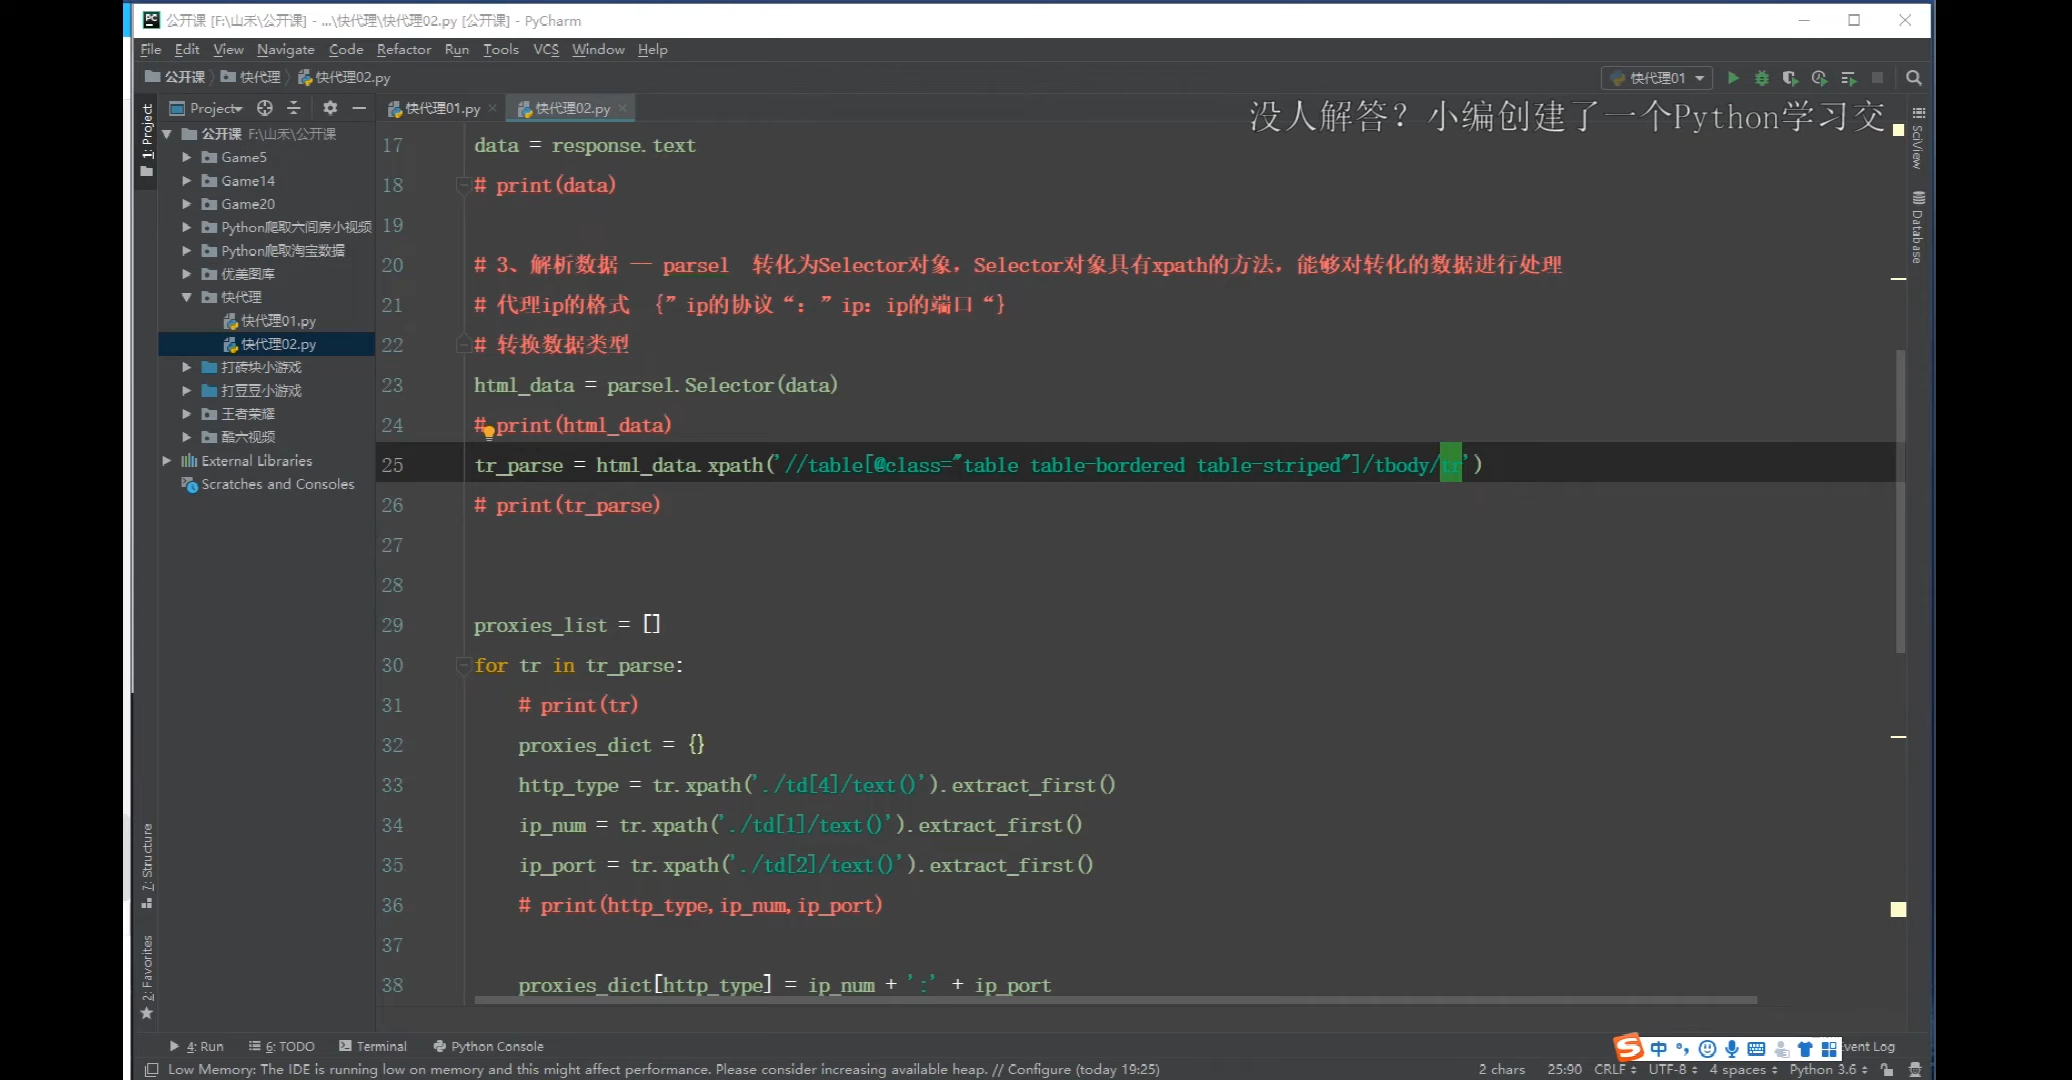 公开课 [F:\山禾\公开课] - ...\快代理\快代理02.py [公开课] - PyCharm
File Edit View Navigate Code Refactor Run Tools VCS Window Help
公开课 快代理 快代理02.py
快代理01
Project
快代理01.py
快代理02.py
没人解答？小编创建了一个Python学习交
1: Project
7: Structure
2: Favorites
SciView
Database
公开课 F:\山禾\公开课
Game5
Game14
Game20
Python爬取六间房小视频
Python爬取淘宝数据
优美图库
快代理
快代理01.py
快代理02.py
打砖块小游戏
打豆豆小游戏
王者荣耀
酷六视频
External Libraries
Scratches and Consoles
17 data = response.text
18 # print(data)
19
20 # 3、解析数据 — parsel 转化为Selector对象，Selector对象具有xpath的方法，能够对转化的数据进行处理
21 # 代理ip的格式 {”ip的协议“：”ip：ip的端口“}
22 # 转换数据类型
23 html_data = parsel.Selector(data)
24 # print(html_data)
25 tr_parse = html_data.xpath('//table[@class="table table-bordered table-striped"]/tbody/tr')
26 # print(tr_parse)
27
28
29 proxies_list = []
30 for tr in tr_parse:
31 # print(tr)
32 proxies_dict = {}
33 http_type = tr.xpath('./td[4]/text()').extract_first()
34 ip_num = tr.xpath('./td[1]/text()').extract_first()
35 ip_port = tr.xpath('./td[2]/text()').extract_first()
36 # print(http_type,ip_num,ip_port)
37
38 proxies_dict[http_type] = ip_num + ':' + ip_port
4: Run 6: TODO Terminal Python Console
中
Event Log
Low Memory: The IDE is running low on memory and this might affect performance. Please consider increasing available heap. // Configure (today 19:25)
2 chars 25:90 CRLF UTF-8 4 spaces Python 3.6